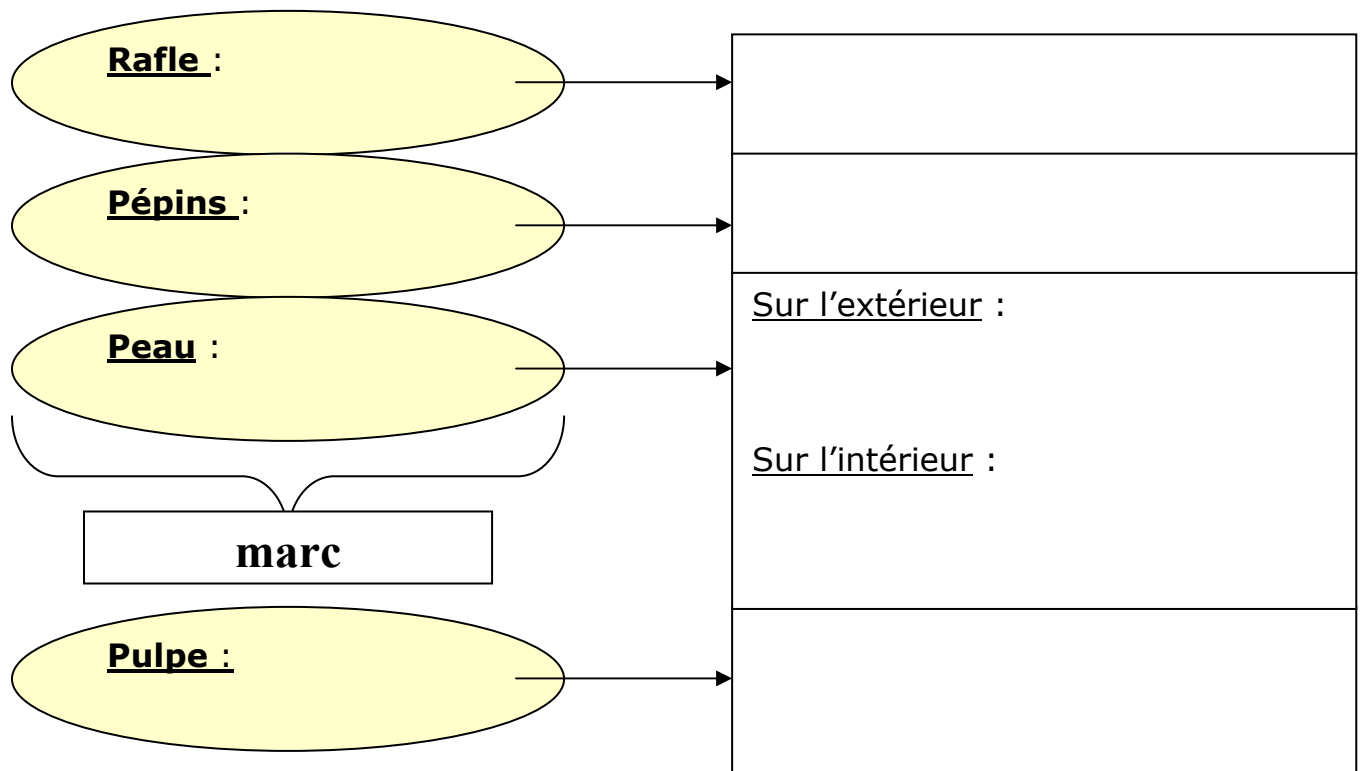 Rafle :
Pépins :
Peau :
Sur l’extérieur :
Sur l’intérieur :
marc
Pulpe :